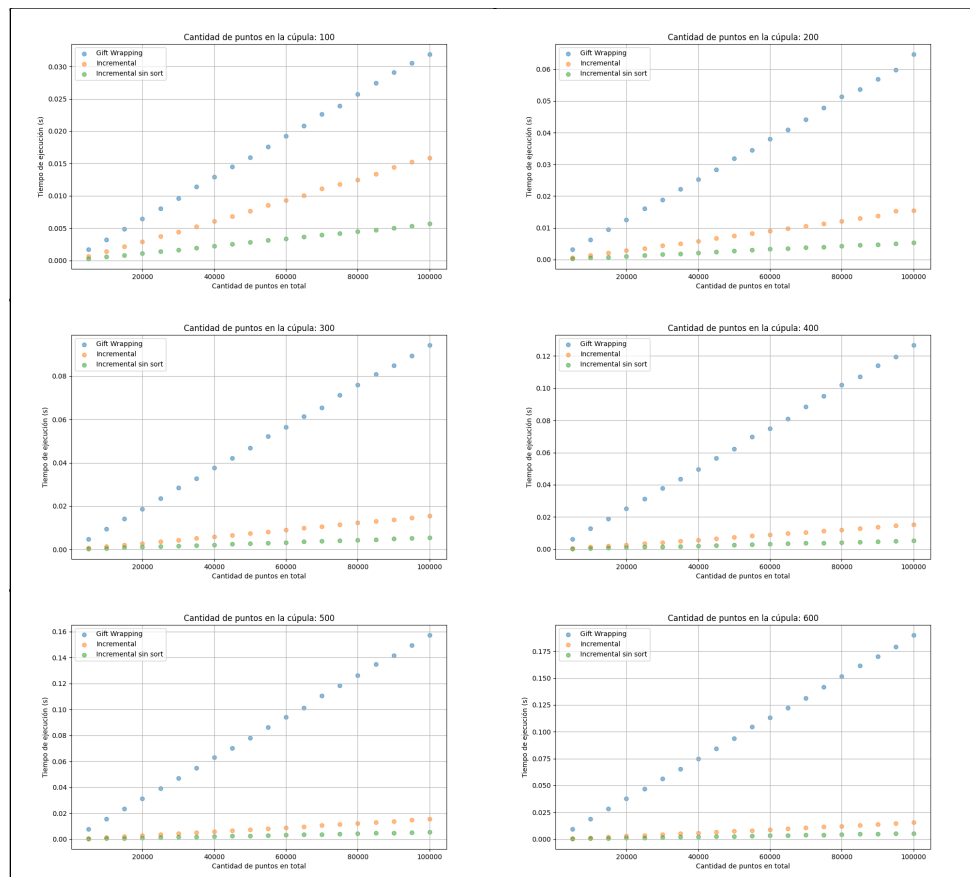 Cantidad de puntos en la cúpula: 100
Gift Wrapping
Incremental
Incremental sin sort
Tiempo de ejecución (s)
0.030
0.025
0.020
0.015
0.010
0.005
0.000
20000 40000 60000 80000 100000
Cantidad de puntos en total
Cantidad de puntos en la cúpula: 200
Gift Wrapping
Incremental
Incremental sin sort
Tiempo de ejecución (s)
0.06
0.05
0.04
0.03
0.02
0.01
0.00
20000 40000 60000 80000 100000
Cantidad de puntos en total
Cantidad de puntos en la cúpula: 300
Gift Wrapping
Incremental
Incremental sin sort
Tiempo de ejecución (s)
0.08
0.06
0.04
0.02
0.00
20000 40000 60000 80000 100000
Cantidad de puntos en total
Cantidad de puntos en la cúpula: 400
Gift Wrapping
Incremental
Incremental sin sort
Tiempo de ejecución (s)
0.12
0.10
0.08
0.06
0.04
0.02
0.00
20000 40000 60000 80000 100000
Cantidad de puntos en total
Cantidad de puntos en la cúpula: 500
Gift Wrapping
Incremental
Incremental sin sort
Tiempo de ejecución (s)
0.16
0.14
0.12
0.10
0.08
0.06
0.04
0.02
0.00
20000 40000 60000 80000 100000
Cantidad de puntos en total
Cantidad de puntos en la cúpula: 600
Gift Wrapping
Incremental
Incremental sin sort
Tiempo de ejecución (s)
0.175
0.150
0.125
0.100
0.075
0.050
0.025
0.000
20000 40000 60000 80000 100000
Cantidad de puntos en total